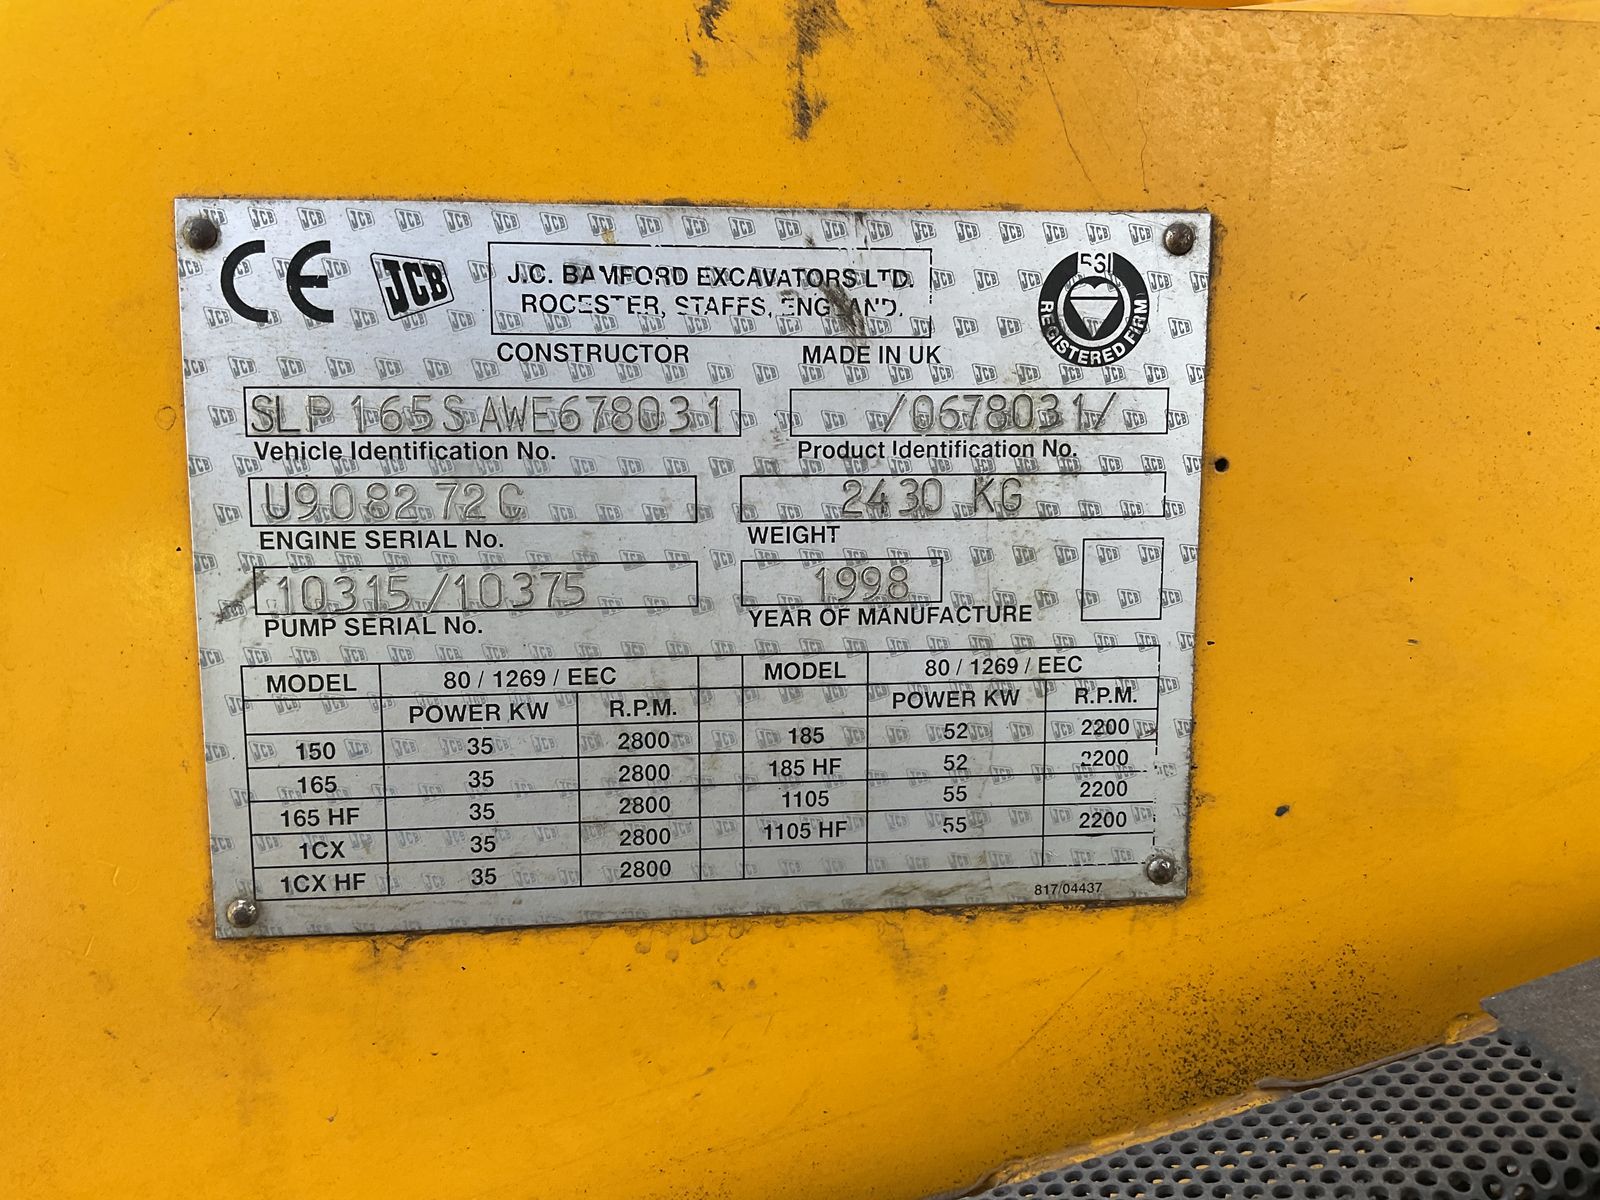 CE JCB J.C. BAMFORD EXCAVATORS LTD.
ROCESTER, STAFFS, ENGLAND.
BSI REGISTERED FIRM
CONSTRUCTOR MADE IN UK
SLP165SAWE678031 /0678031/
Vehicle Identification No. Product Identification No.
U908272C 2430 KG
ENGINE SERIAL No. WEIGHT
10315/10375 1998
PUMP SERIAL No. YEAR OF MANUFACTURE
MODEL 80 / 1269 / EEC MODEL 80 / 1269 / EEC
POWER KW R.P.M. POWER KW R.P.M.
150 35 2800 185 52 2200
165 35 2800 185 HF 52 2200
165 HF 35 2800 1105 55 2200
1CX 35 2800 1105 HF 55 2200
1CX HF 35 2800
817/04437